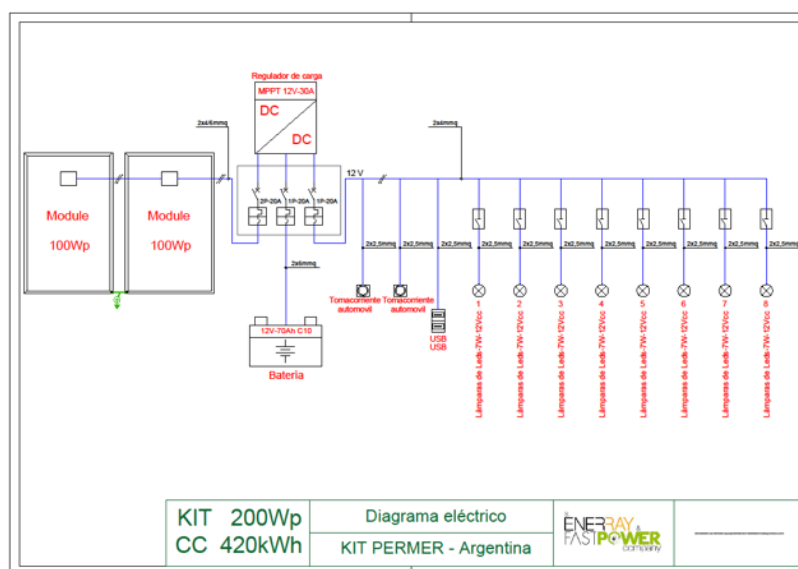 Regulador de carga
MPPT 12V-30A
DC
DC
2x4/6mmq
2x4mmq
12 V
2P-20A
1P-20A
1P-20A
Module
100Wp
Module
100Wp
2x2,5mmq
2x2,5mmq
2x2,5mmq
2x2,5mmq
2x2,5mmq
2x2,5mmq
2x2,5mmq
2x2,5mmq
2x2,5mmq
2x2,5mmq
2x2,5mmq
2x6mmq
Tomacorriente
automovil
Tomacorriente
automovil
USB
USB
1
2
3
4
5
6
7
8
Lámparas de Leds-7W-12Vcc
Lámparas de Leds-7W-12Vcc
Lámparas de Leds-7W-12Vcc
Lámparas de Leds-7W-12Vcc
Lámparas de Leds-7W-12Vcc
Lámparas de Leds-7W-12Vcc
Lámparas de Leds-7W-12Vcc
Lámparas de Leds-7W-12Vcc
12V-70Ah C10
Batería
KIT 200Wp
CC 420kWh
Diagrama eléctrico
KIT PERMER - Argentina
ENERRAY &
FASTPOWER
company